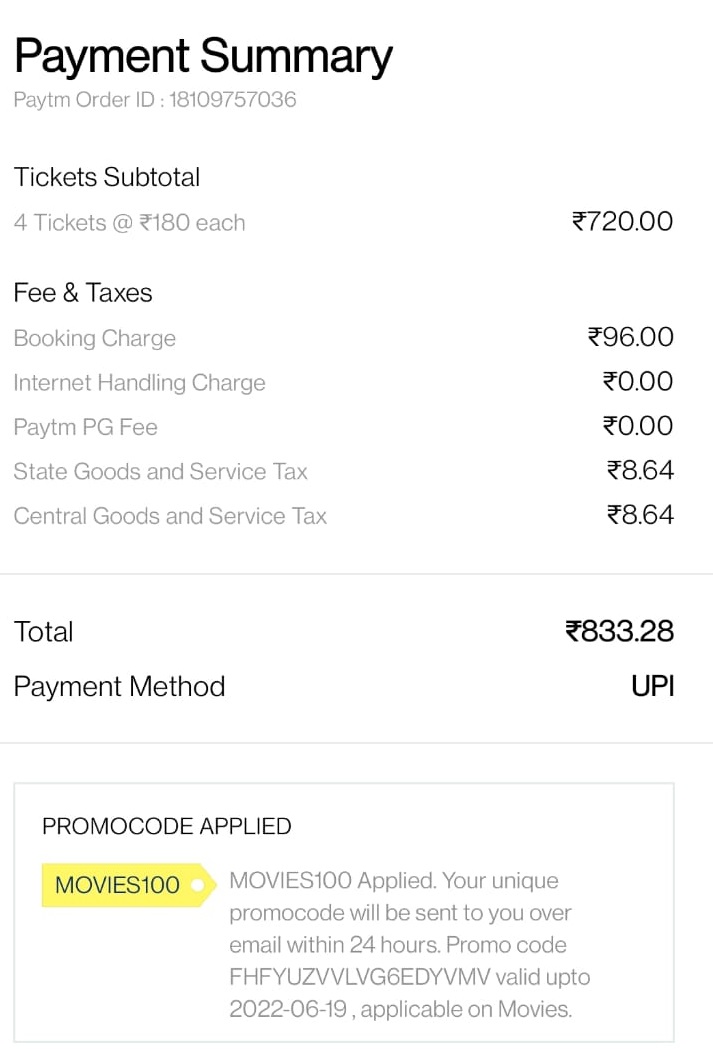 Payment Summary
Paytm Order ID : 18109757036
Tickets Subtotal
4 Tickets @ ₹180 each ₹720.00
Fee & Taxes
Booking Charge ₹96.00
Internet Handling Charge ₹0.00
Paytm PG Fee ₹0.00
State Goods and Service Tax ₹8.64
Central Goods and Service Tax ₹8.64
Total ₹833.28
Payment Method UPI
PROMOCODE APPLIED
MOVIES100
MOVIES100 Applied. Your unique
promocode will be sent to you over
email within 24 hours. Promo code
FHFYUZVVLVG6EDYVMV valid upto
2022-06-19 , applicable on Movies.